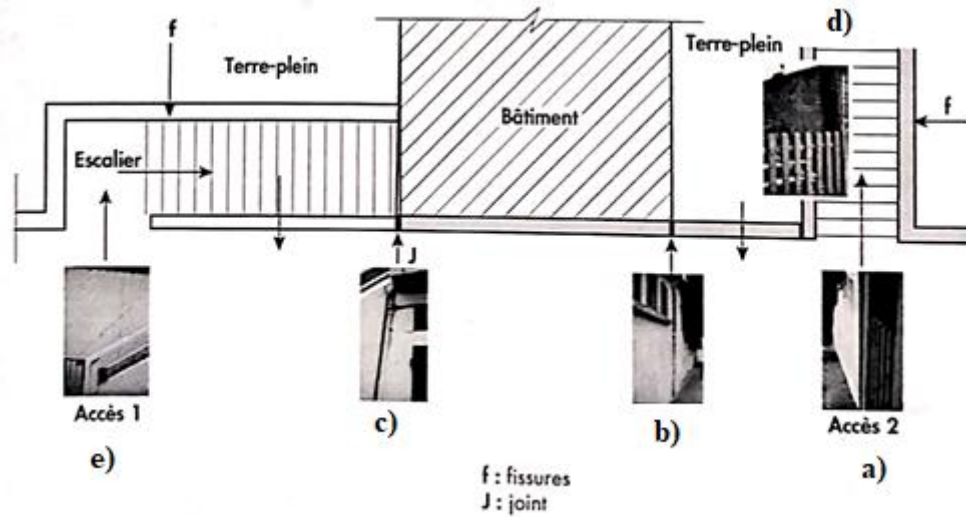 d)
f
Terre-plein
Terre-plein
Bâtiment
f
Escalier
J
Accès 1
c)
b)
Accès 2
e)
a)
f : fissures
J : joint